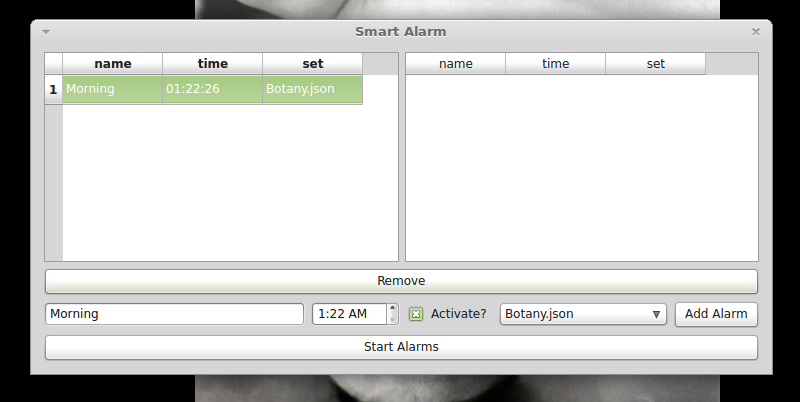 Smart Alarm
name time set
1 Morning 01:22:26 Botany.json
name time set
Remove
Morning 1:22 AM Activate? Botany.json Add Alarm
Start Alarms